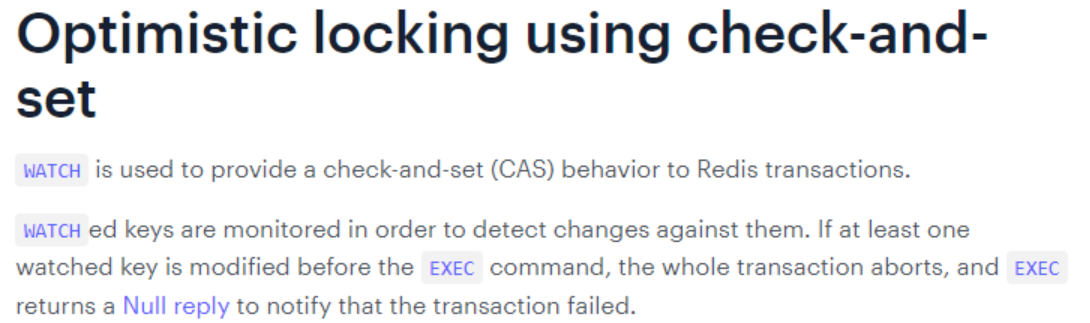 Optimistic locking using check-and-
set
WATCH is used to provide a check-and-set (CAS) behavior to Redis transactions.
WATCHed keys are monitored in order to detect changes against them. If at least one
watched key is modified before the EXEC command, the whole transaction aborts, and EXEC
returns a Null reply to notify that the transaction failed.